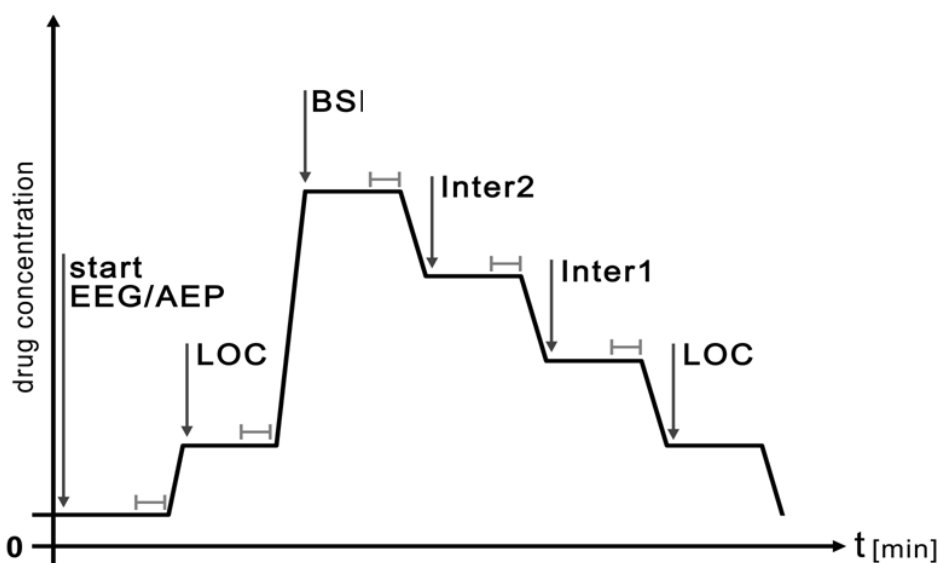 BSI
Inter2
start
EEG/AEP
Inter1
LOC
LOC
drug concentration
0
t [min]